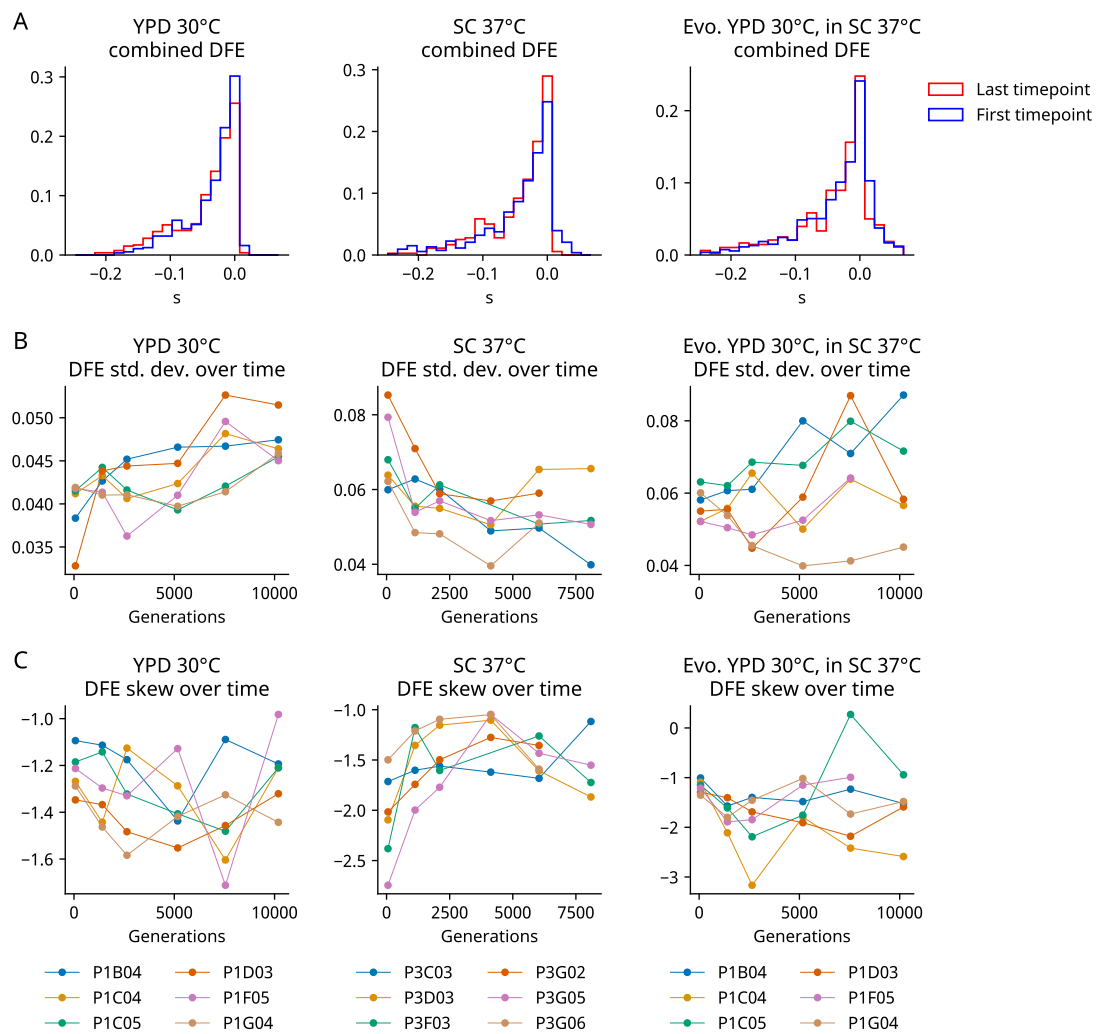 A
YPD 30°C
combined DFE
SC 37°C
combined DFE
Evo. YPD 30°C, in SC 37°C
combined DFE
Last timepoint
First timepoint
0.3
0.2
0.1
0.0
−0.2
−0.1
0.0
s
0.3
0.2
0.1
0.0
−0.2
−0.1
0.0
s
0.2
0.1
0.0
−0.2
−0.1
0.0
s
B
YPD 30°C
DFE std. dev. over time
SC 37°C
DFE std. dev. over time
Evo. YPD 30°C, in SC 37°C
DFE std. dev. over time
0.050
0.045
0.040
0.035
0
5000
10000
Generations
0.08
0.06
0.04
0
2500
5000
7500
Generations
0.08
0.06
0.04
0
5000
10000
Generations
C
YPD 30°C
DFE skew over time
SC 37°C
DFE skew over time
Evo. YPD 30°C, in SC 37°C
DFE skew over time
−1.0
−1.2
−1.4
−1.6
0
5000
10000
Generations
−1.0
−1.5
−2.0
−2.5
0
2500
5000
7500
Generations
0
−1
−2
−3
0
5000
10000
Generations
P1B04
P1D03
P1C04
P1F05
P1C05
P1G04
P3C03
P3G02
P3D03
P3G05
P3F03
P3G06
P1B04
P1D03
P1C04
P1F05
P1C05
P1G04